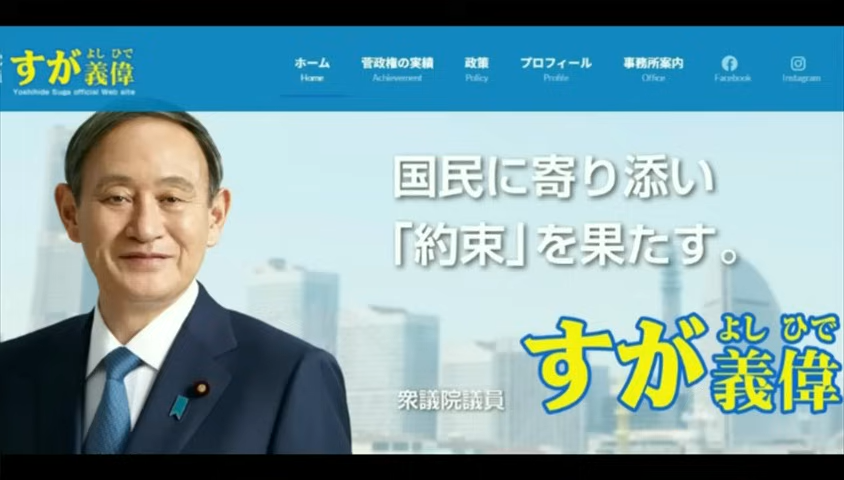 すが義偉
よし ひで
Yoshihide Suga official Web site
ホーム
Home
菅政権の実績
Achievement
政策
Policy
プロフィール
Profile
事務所案内
Office
Facebook
Instagram
国民に寄り添い
「約束」を果たす。
衆議院議員
よし ひで
すが義偉